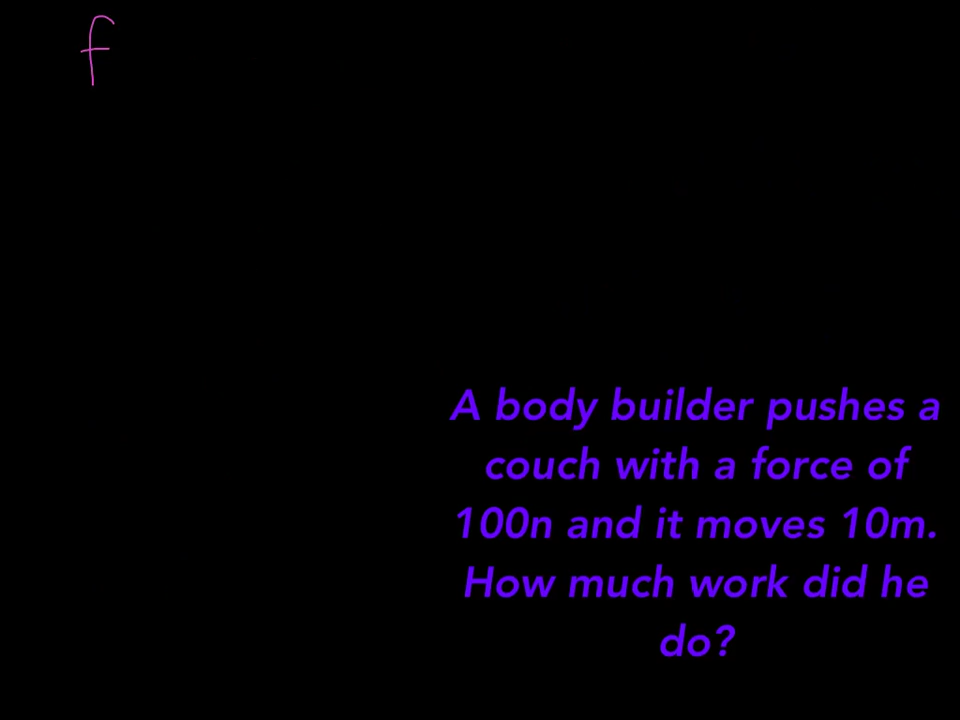 f
A body builder pushes a
couch with a force of
100n and it moves 10m.
How much work did he
do?